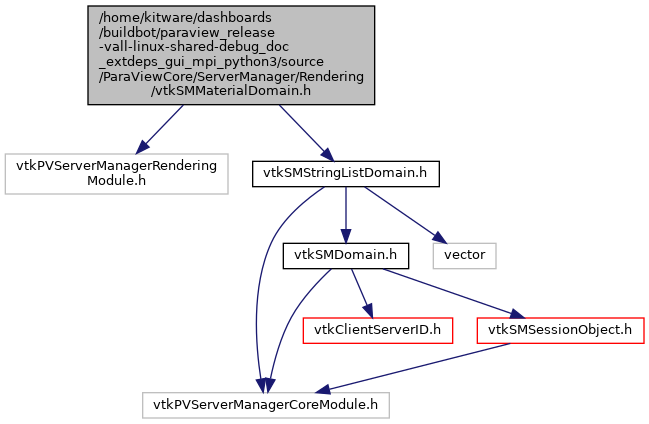 /home/kitware/dashboards
/buildbot/paraview_release
-vall-linux-shared-debug_doc
_extdeps_gui_mpi_python3/source
/ParaViewCore/ServerManager/Rendering
/vtkSMMaterialDomain.h
vtkPVServerManagerRendering
Module.h
vtkSMStringListDomain.h
vtkSMDomain.h
vector
vtkClientServerID.h
vtkSMSessionObject.h
vtkPVServerManagerCoreModule.h